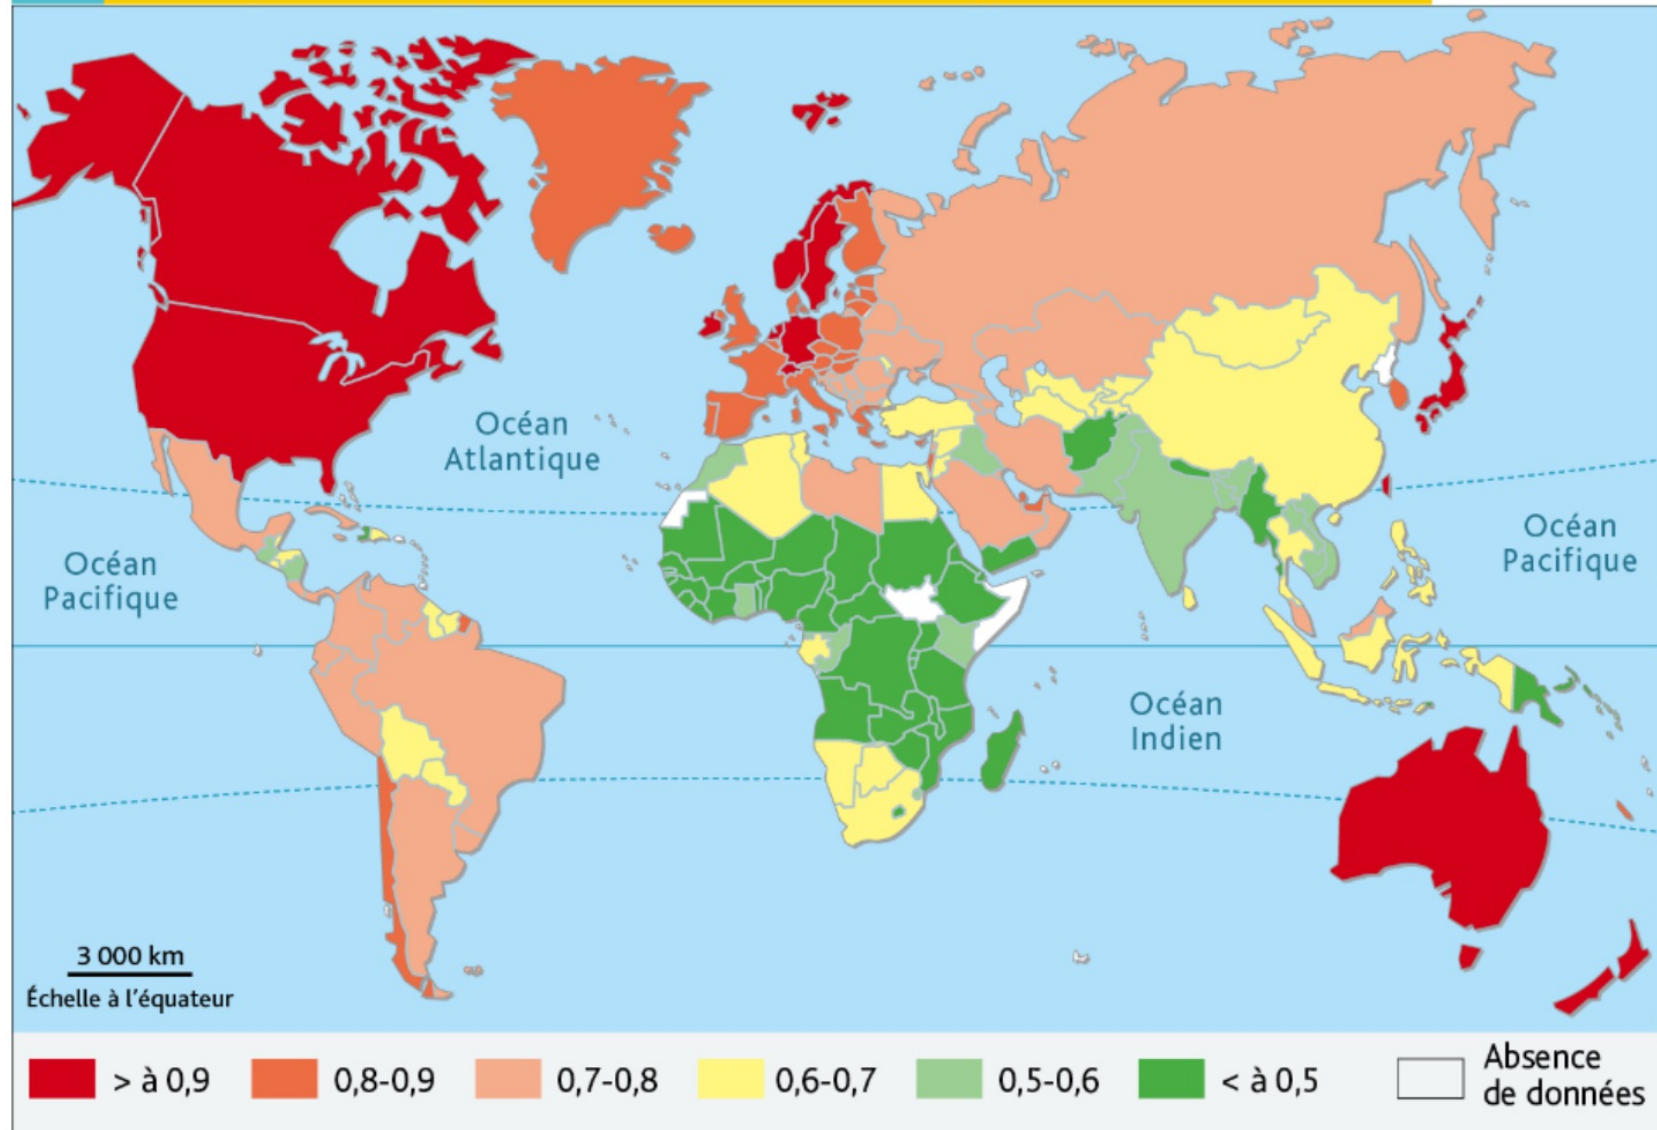 Océan
Atlantique
Océan
Pacifique
Océan
Pacifique
Océan
Indien
3 000 km
Échelle à l'équateur
> à 0,9
0,8-0,9
0,7-0,8
0,6-0,7
0,5-0,6
< à 0,5
Absence
de données